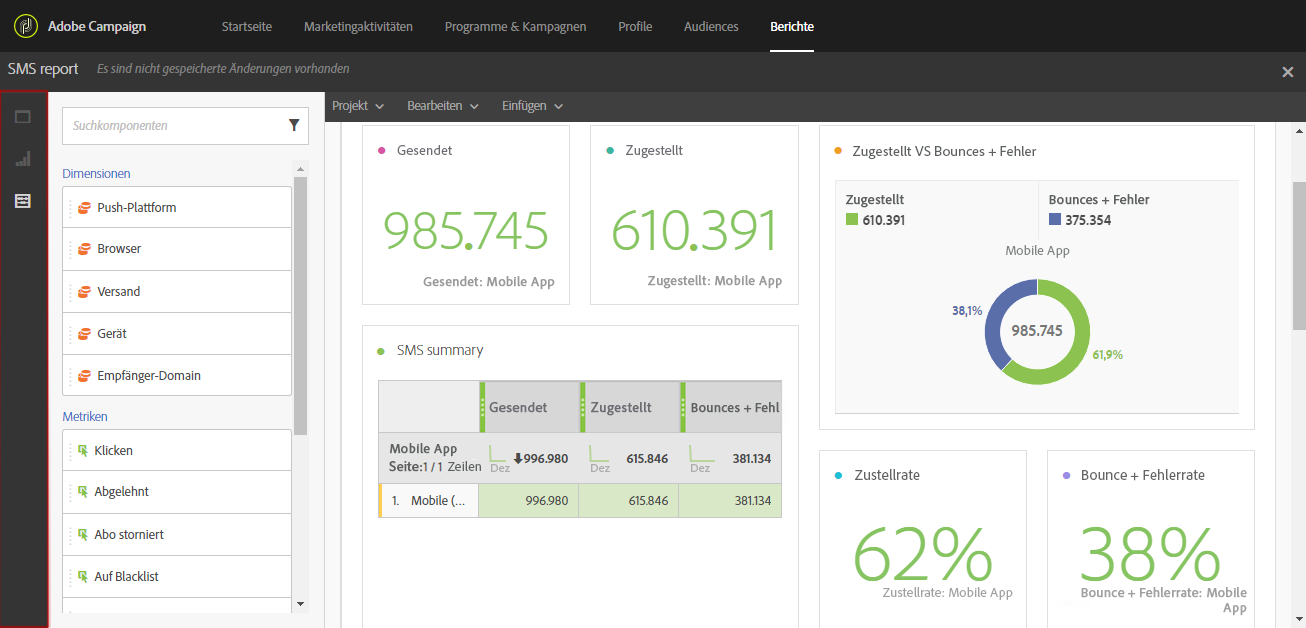 Adobe Campaign
Startseite
Marketingaktivitäten
Programme & Kampagnen
Profile
Audiences
Berichte
SMS report
Es sind nicht gespeicherte Änderungen vorhanden
Projekt
Bearbeiten
Einfügen
Suchkomponenten
Dimensionen
Push-Plattform
Browser
Versand
Gerät
Empfänger-Domain
Metriken
Klicken
Abgelehnt
Abo storniert
Auf Blacklist
Gesendet
985.745
Gesendet: Mobile App
Zugestellt
610.391
Zugestellt: Mobile App
Zugestellt VS Bounces + Fehler
Zugestellt
610.391
Bounces + Fehler
375.354
Mobile App
38,1%
985.745
61,9%
SMS summary
Gesendet Zugestellt Bounces + Fehl
Mobile App
Seite:1 / 1 Zeilen
Dez 996.980 Dez 615.846 Dez 381.134
1. Mobile (... 996.980 615.846 381.134
Zustellrate
62%
Zustellrate: Mobile App
Bounce + Fehlerrate
38%
Bounce + Fehlerrate: Mobile
App